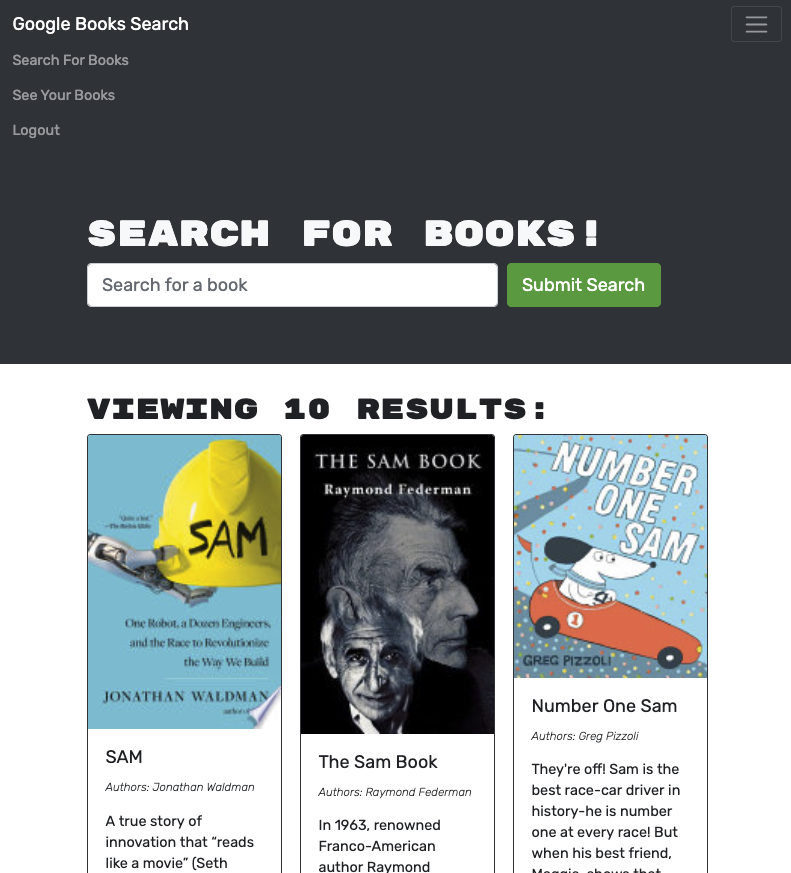 Google Books Search
Search For Books
See Your Books
Logout
SEARCH FOR BOOKS!
Search for a book
Submit Search
VIEWING 10 RESULTS:
"Quite a feat."
SAM
One Robot, a Dozen Engineers,
and the Race to Revolutionize
the Way We Build
JONATHAN WALDMAN
SAM
Authors: Jonathan Waldman
A true story of
innovation that “reads
like a movie” (Seth
THE SAM BOOK
Raymond Federman
The Sam Book
Authors: Raymond Federman
In 1963, renowned
Franco-American
author Raymond
NUMBER
ONE
SAM
1
GREG PIZZOLI
Number One Sam
Authors: Greg Pizzoli
They're off! Sam is the
best race-car driver in
history-he is number
one at every race! But
when his best friend,
Maggie, shows that